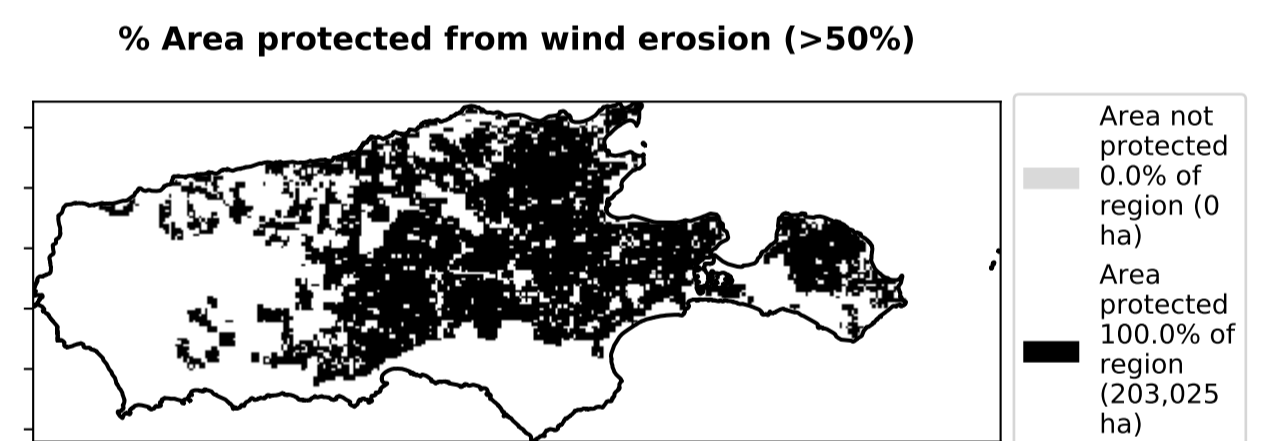 % Area protected from wind erosion (>50%)
Area not
protected
0.0% of
region (0
ha)
Area
protected
100.0% of
region
(203,025
ha)